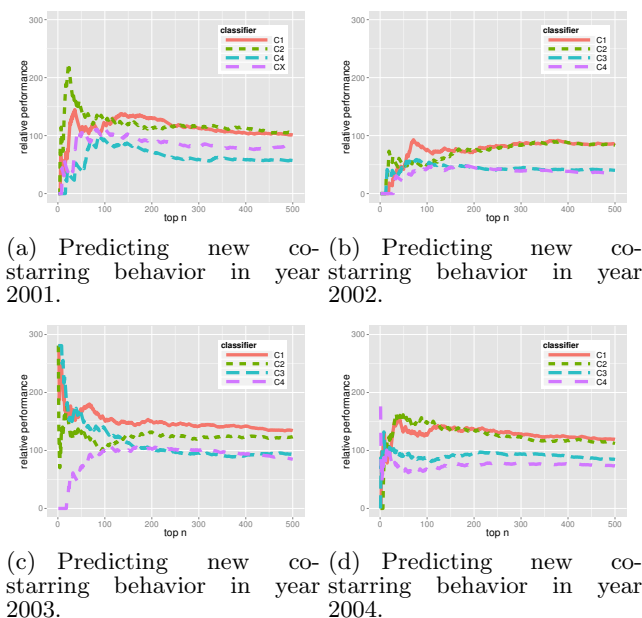 classifier
C1
C2
C4
CX
relative performance
300
200
100
0
0 100 200 300 400 500
top n
(a) Predicting new co-
starring behavior in year
2001.
classifier
C1
C2
C3
C4
relative performance
300
200
100
0
0 100 200 300 400 500
top n
(b) Predicting new co-
starring behavior in year
2002.
classifier
C1
C2
C3
C4
relative performance
300
200
100
0
0 100 200 300 400 500
top n
(c) Predicting new co-
starring behavior in year
2003.
classifier
C1
C2
C3
C4
relative performance
300
200
100
0
0 100 200 300 400 500
top n
(d) Predicting new co-
starring behavior in year
2004.